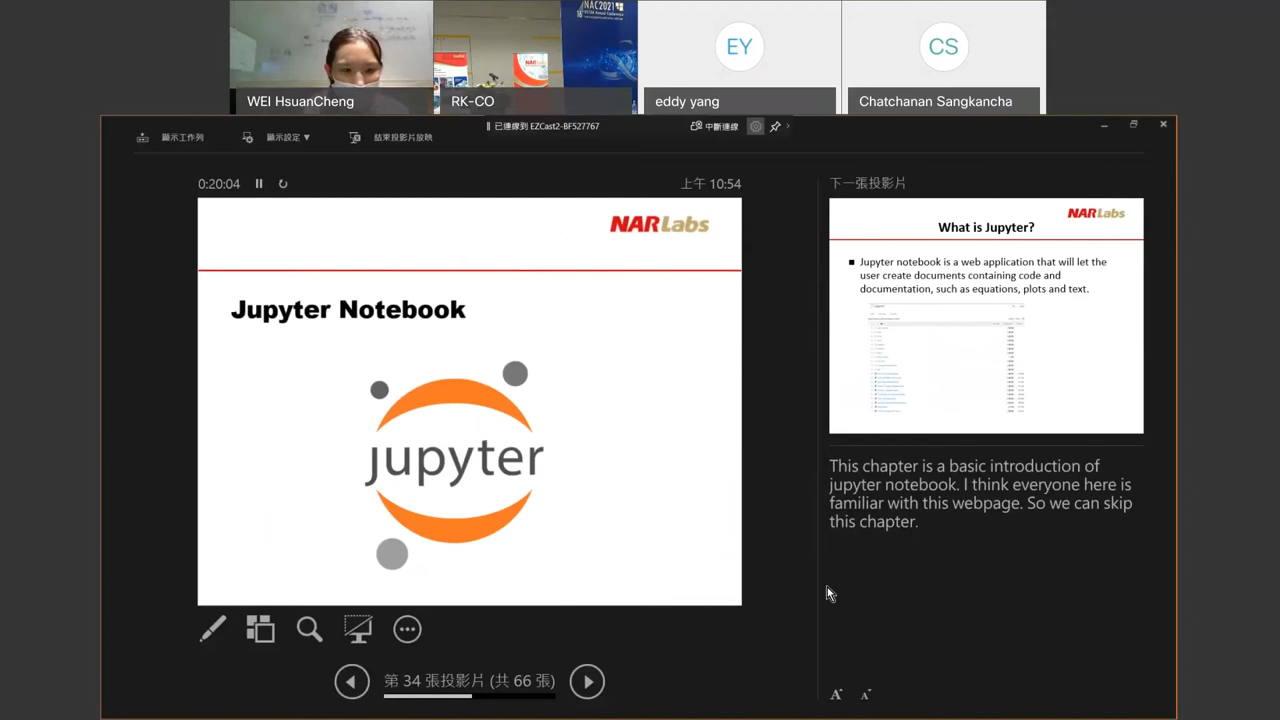 NAC2021
WEI HsuanCheng
RK-CO
EY
eddy yang
CS
Chatchanan Sangkancha
顯示工作列
顯示設定 ▼
結束投影片放映
已連線到 EZCast2-BF527767
中斷連線
0:20:04
上午 10:54
NARLabs
Jupyter Notebook
jupyter
第 34 張投影片 (共 66 張)
下一張投影片
NARLabs
What is Jupyter?
■ Jupyter notebook is a web application that will let the
user create documents containing code and
documentation, such as equations, plots and text.
This chapter is a basic introduction of
jupyter notebook. I think everyone here is
familiar with this webpage. So we can skip
this chapter.
A A